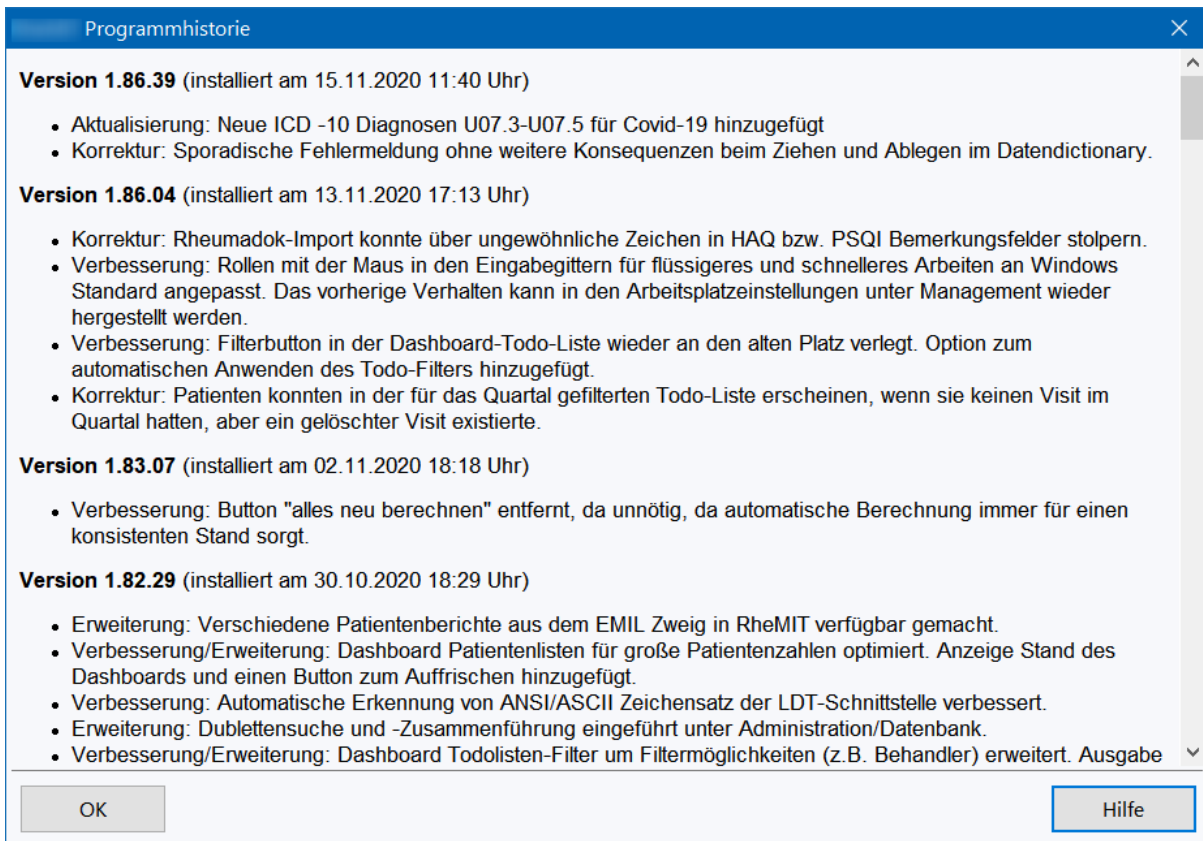 Programmhistorie
Version 1.86.39 (installiert am 15.11.2020 11:40 Uhr)
• Aktualisierung: Neue ICD -10 Diagnosen U07.3-U07.5 für Covid-19 hinzugefügt
• Korrektur: Sporadische Fehlermeldung ohne weitere Konsequenzen beim Ziehen und Ablegen im Datendictionary.
Version 1.86.04 (installiert am 13.11.2020 17:13 Uhr)
• Korrektur: Rheumadok-Import konnte über ungewöhnliche Zeichen in HAQ bzw. PSQI Bemerkungsfelder stolpern.
• Verbesserung: Rollen mit der Maus in den Eingabegittern für flüssigeres und schnelleres Arbeiten an Windows
Standard angepasst. Das vorherige Verhalten kann in den Arbeitsplatzeinstellungen unter Management wieder
hergestellt werden.
• Verbesserung: Filterbutton in der Dashboard-Todo-Liste wieder an den alten Platz verlegt. Option zum
automatischen Anwenden des Todo-Filters hinzugefügt.
• Korrektur: Patienten konnten in der für das Quartal gefilterten Todo-Liste erscheinen, wenn sie keinen Visit im
Quartal hatten, aber ein gelöschter Visit existierte.
Version 1.83.07 (installiert am 02.11.2020 18:18 Uhr)
• Verbesserung: Button "alles neu berechnen" entfernt, da unnötig, da automatische Berechnung immer für einen
konsistenten Stand sorgt.
Version 1.82.29 (installiert am 30.10.2020 18:29 Uhr)
• Erweiterung: Verschiedene Patientenberichte aus dem EMIL Zweig in RheMIT verfügbar gemacht.
• Verbesserung/Erweiterung: Dashboard Patientenlisten für große Patientenzahlen optimiert. Anzeige Stand des
Dashboards und einen Button zum Auffrischen hinzugefügt.
• Verbesserung: Automatische Erkennung von ANSI/ASCII Zeichensatz der LDT-Schnittstelle verbessert.
• Erweiterung: Dublettensuche und -Zusammenführung eingeführt unter Administration/Datenbank.
• Verbesserung/Erweiterung: Dashboard Todolisten-Filter um Filtermöglichkeiten (z.B. Behandler) erweitert. Ausgabe
OK
Hilfe